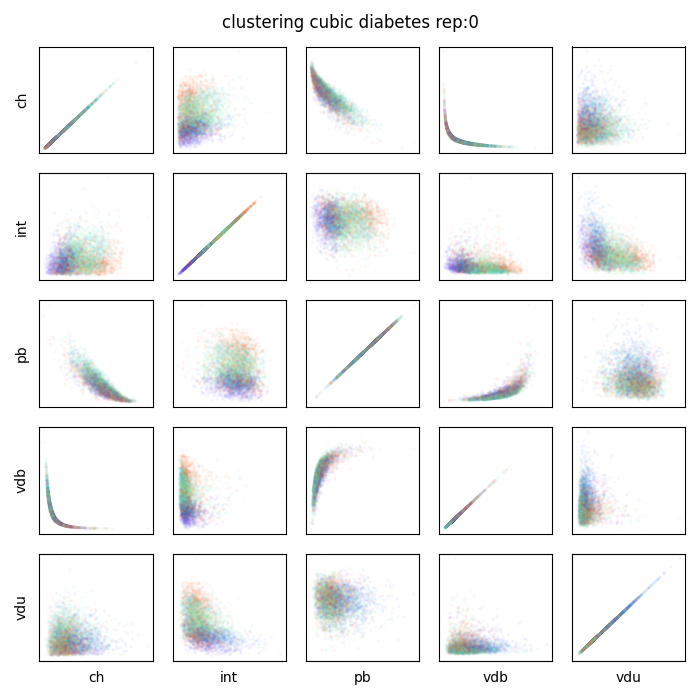 clustering cubic diabetes rep:0
ch
int
pb
vdb
vdu
ch int pb vdb vdu